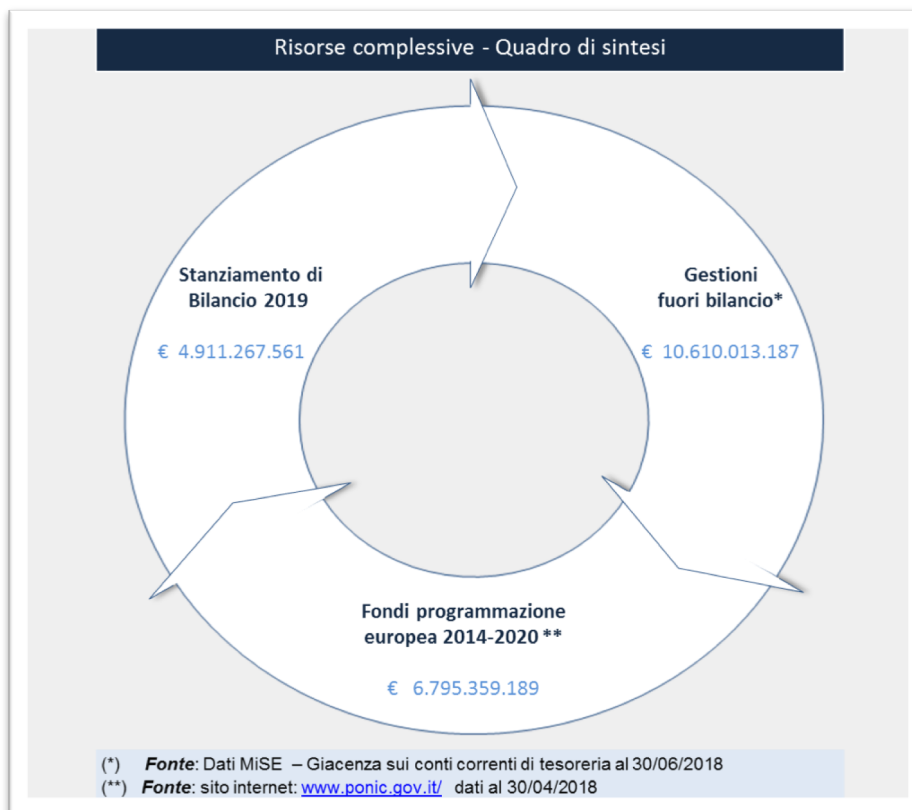 Risorse complessive - Quadro di sintesi
Stanziamento di
Bilancio 2019
€ 4.911.267.561
Gestioni
fuori bilancio*
€ 10.610.013.187
Fondi programmazione
europea 2014-2020 **
€ 6.795.359.189
(*) Fonte: Dati MiSE – Giacenza sui conti correnti di tesoreria al 30/06/2018
(**) Fonte: sito internet: www.ponic.gov.it/ dati al 30/04/2018